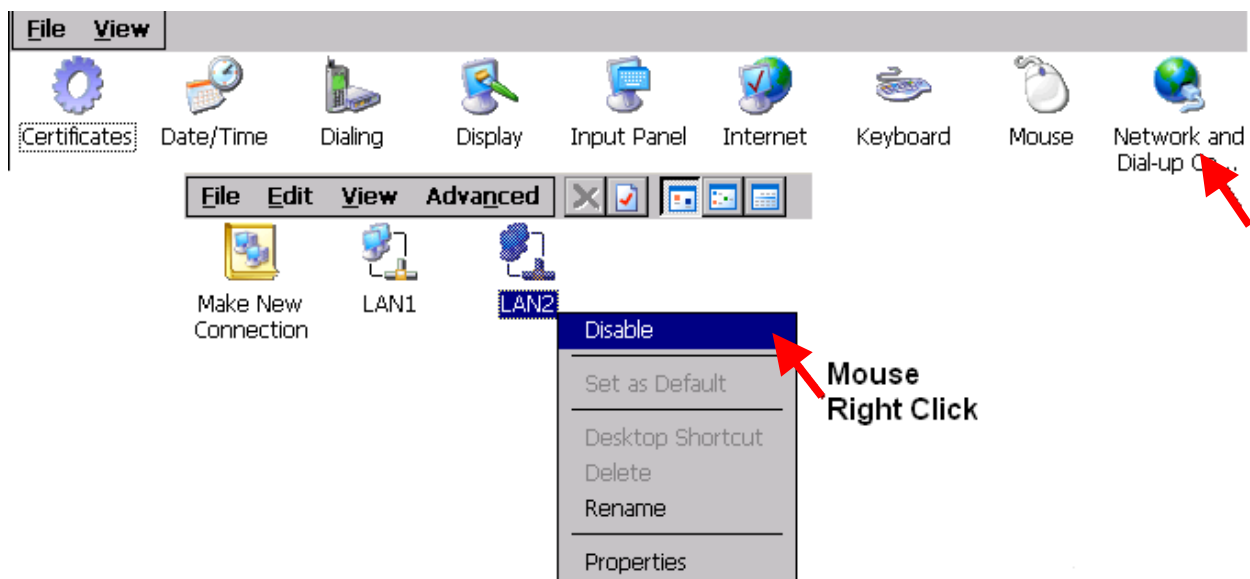 File View
Certificates Date/Time Dialing Display Input Panel Internet Keyboard Mouse Network and
Dial-up Co...
File Edit View Advanced
Make New LAN1 LAN2
Connection
Disable
Set as Default
Mouse
Right Click
Desktop Shortcut
Delete
Rename
Properties